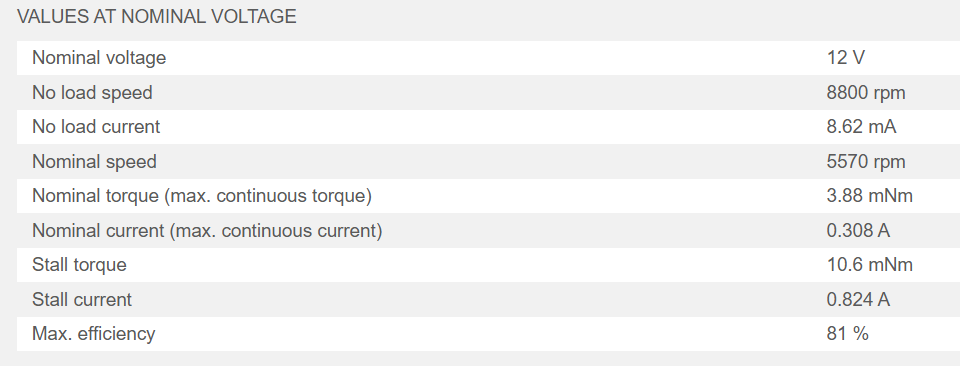 VALUES AT NOMINAL VOLTAGE
Nominal voltage 12 V
No load speed 8800 rpm
No load current 8.62 mA
Nominal speed 5570 rpm
Nominal torque (max. continuous torque) 3.88 mNm
Nominal current (max. continuous current) 0.308 A
Stall torque 10.6 mNm
Stall current 0.824 A
Max. efficiency 81 %